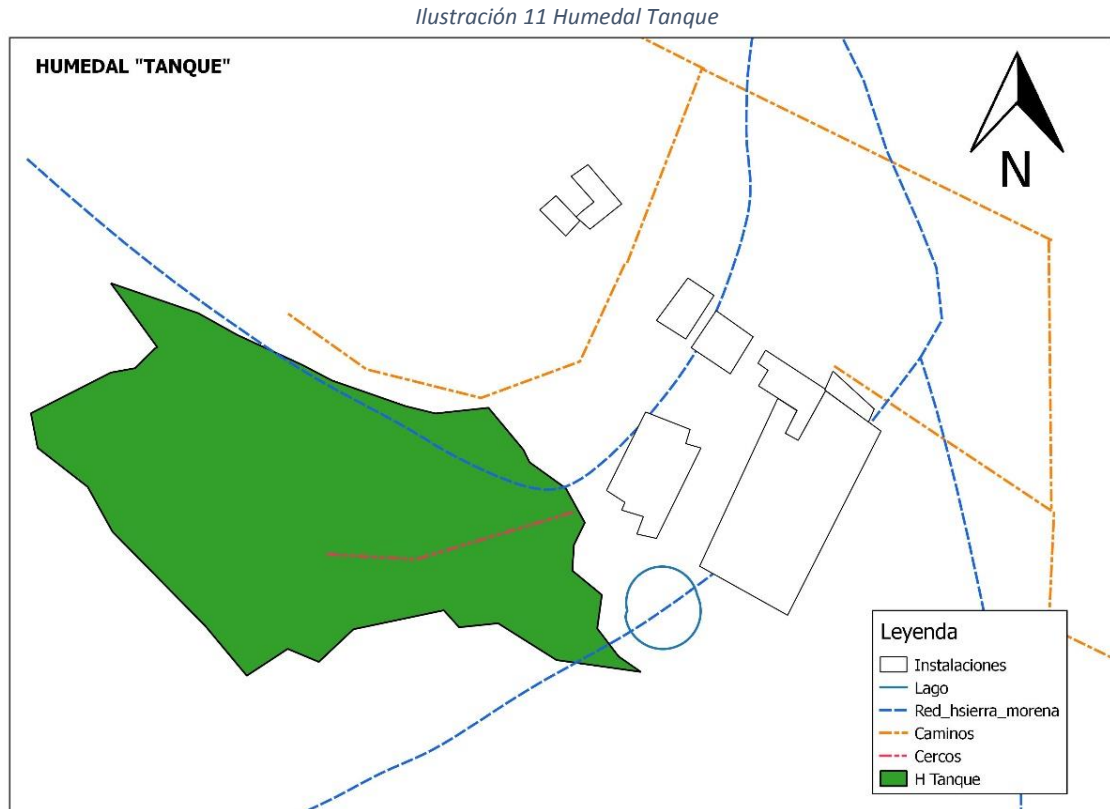 Ilustración 11 Humedal Tanque
HUMEDAL "TANQUE"
N
Leyenda
Instalaciones
Lago
Red_hsierra_morena
Caminos
Cercos
H Tanque